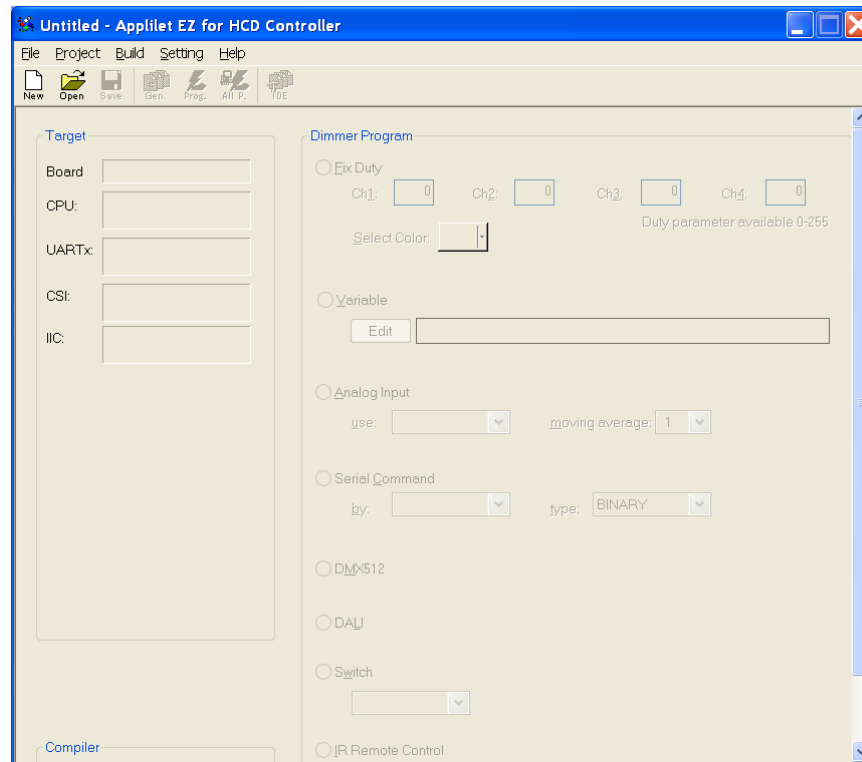 Untitled - Applilet EZ for HCD Controller
File Project Build Setting Help
New Open Save Gen. Prog. All P. IDE
Target
Board
CPU:
UARTx:
CSI:
IIC:
Compiler
Dimmer Program
Fix Duty
Ch1: 0 Ch2: 0 Ch3: 0 Ch4: 0
Duty parameter available 0-255
Select Color:
Variable
Edit
Analog Input
use: moving average: 1
Serial Command
by: type: BINARY
DMX512
DALI
Switch
IR Remote Control